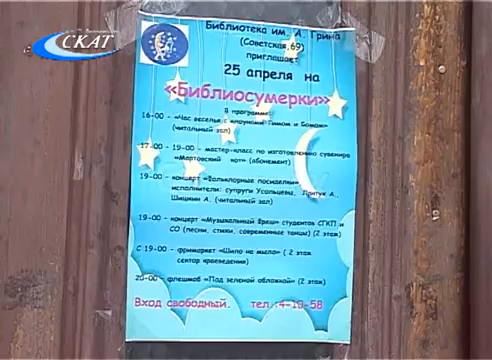 СКАТ
Библиотека им. А. Грина
(Советская,69)
приглашает
25 апреля на
«Библиосумерки»
В программе:
16-00 - «Час веселья с клоунами Тимом и Бомом»
(читальный зал)
17-00 - 19-00 - мастер-класс по изготовлению сувенира
«Мартовский кот» (абонемент)
19-00 - концерт «Фольклорные посиделки»
исполнители: супруги Усольцевы, А.,
Шишкин А. (читальный зал)
19-00 - концерт «Музыкальный Фреш» студентов СГКП и
СО (песни, стихи, современные танцы) (2 этаж)
С 19-00 - фримаркет «Шило на мыло» ( 2 этаж
сектор краеведения)
20-00 - флешмоб «Под зеленой обложкой» (2 этаж)
Вход свободный. тел.:4-10-58